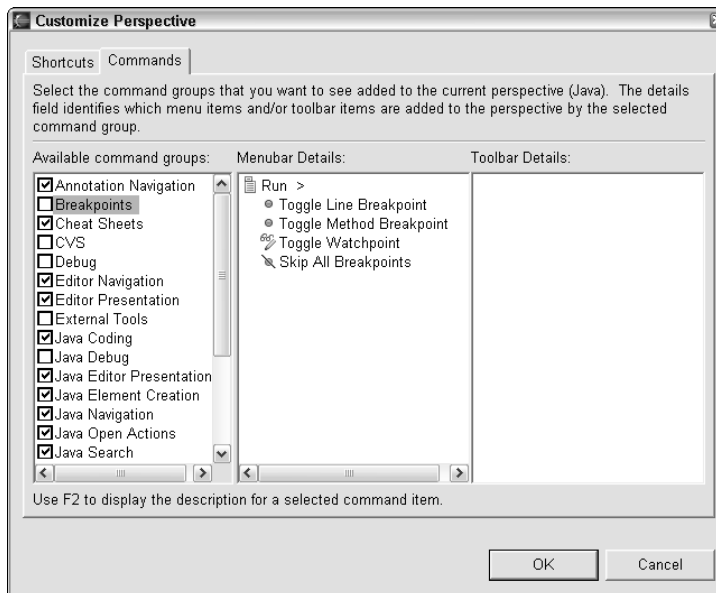 Customize Perspective
Shortcuts
Commands
Select the command groups that you want to see added to the current perspective (Java). The details
field identifies which menu items and/or toolbar items are added to the perspective by the selected
command group.
Available command groups:
Menubar Details:
Toolbar Details:
Annotation Navigation
Breakpoints
Cheat Sheets
CVS
Debug
Editor Navigation
Editor Presentation
External Tools
Java Coding
Java Debug
Java Editor Presentation
Java Element Creation
Java Navigation
Java Open Actions
Java Search
Run >
Toggle Line Breakpoint
Toggle Method Breakpoint
Toggle Watchpoint
Skip All Breakpoints
Use F2 to display the description for a selected command item.
OK
Cancel